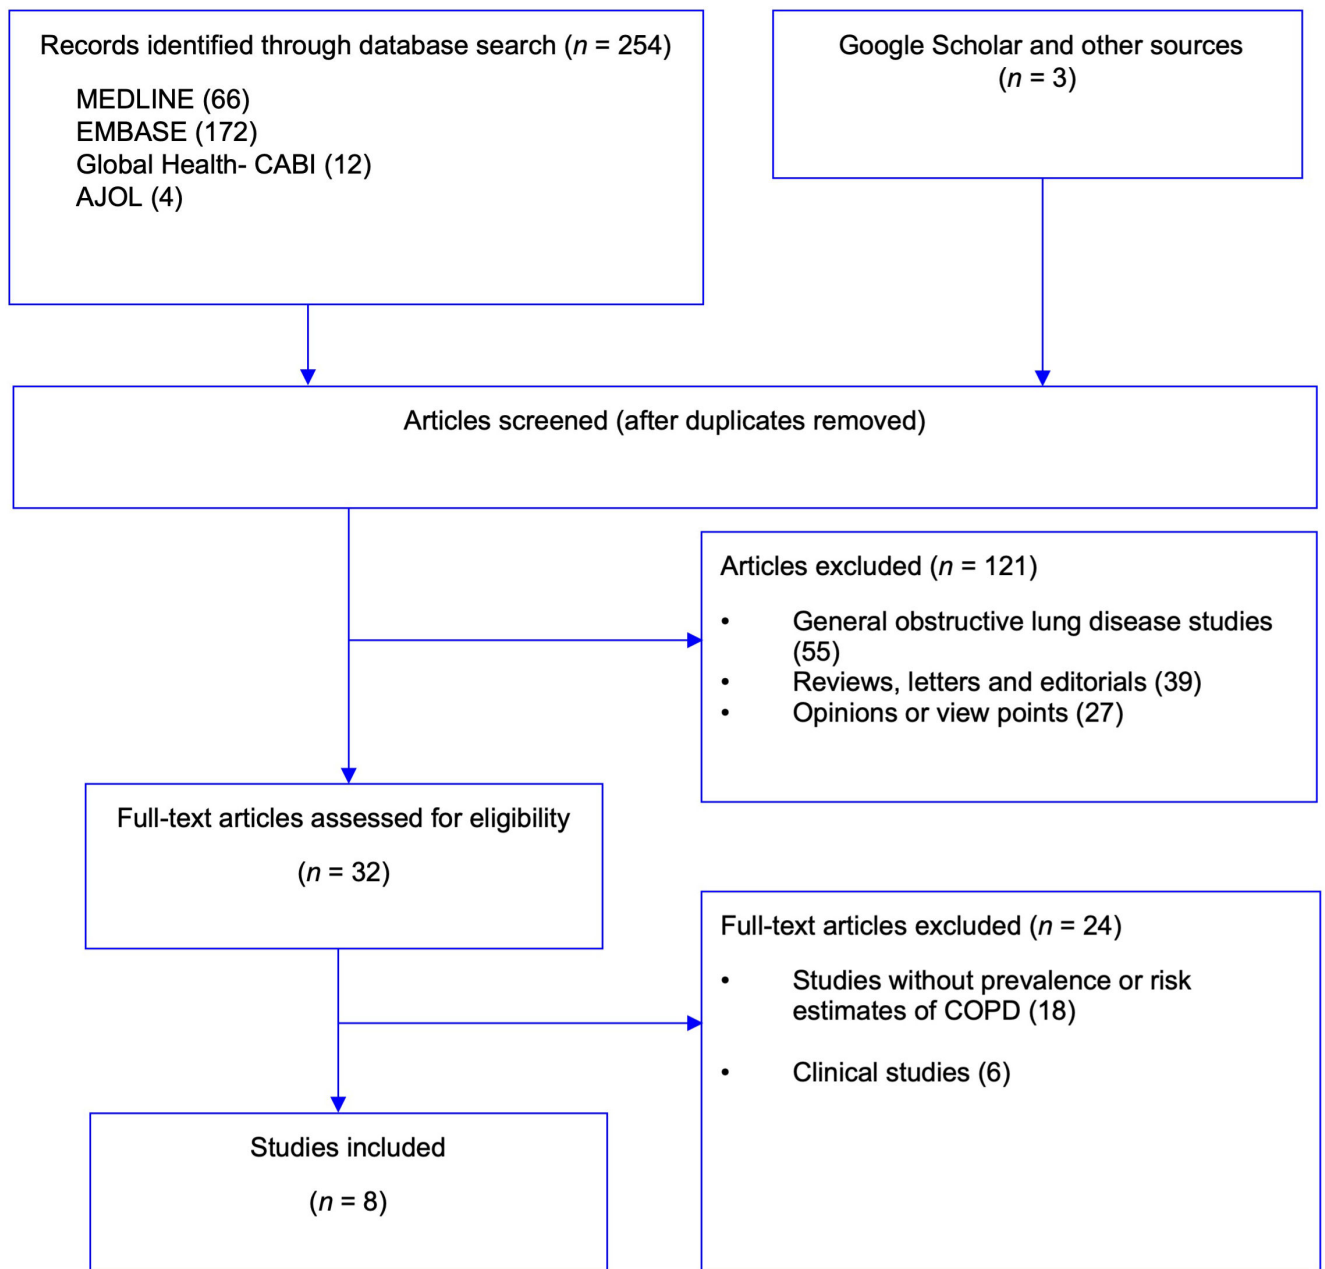 Records identified through database search (n = 254)
MEDLINE (66)
EMBASE (172)
Global Health- CABI (12)
AJOL (4)
Google Scholar and other sources
(n = 3)
Articles screened (after duplicates removed)
Articles excluded (n = 121)
• General obstructive lung disease studies
(55)
• Reviews, letters and editorials (39)
• Opinions or view points (27)
Full-text articles assessed for eligibility
(n = 32)
Full-text articles excluded (n = 24)
• Studies without prevalence or risk
estimates of COPD (18)
• Clinical studies (6)
Studies included
(n = 8)